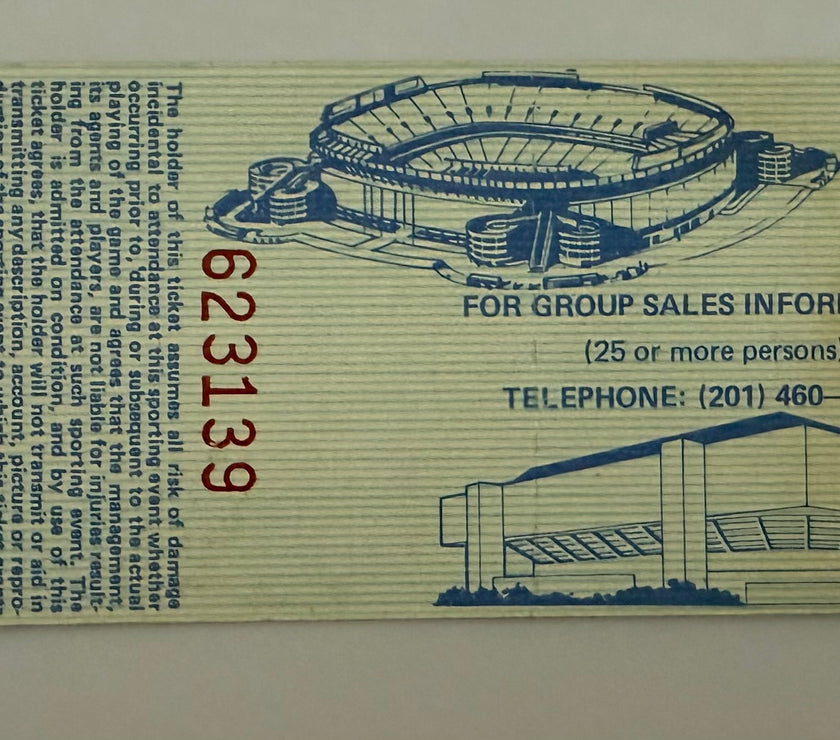 The holder of this ticket assumes all risk of damage
incidental to attendance at this sporting event whether
occurring prior to, during or subsequent to the actual
playing of the game and agrees that the management,
its agents and players, are not liable for injuries result-
ing from the attendance at such sporting event. The
holder is admitted on condition, and by use of this
ticket agrees, that the holder will not transmit or aid in
transmitting any description, account, picture or repro-
623139
FOR GROUP SALES INFOR
(25 or more persons)
TELEPHONE: (201) 460–